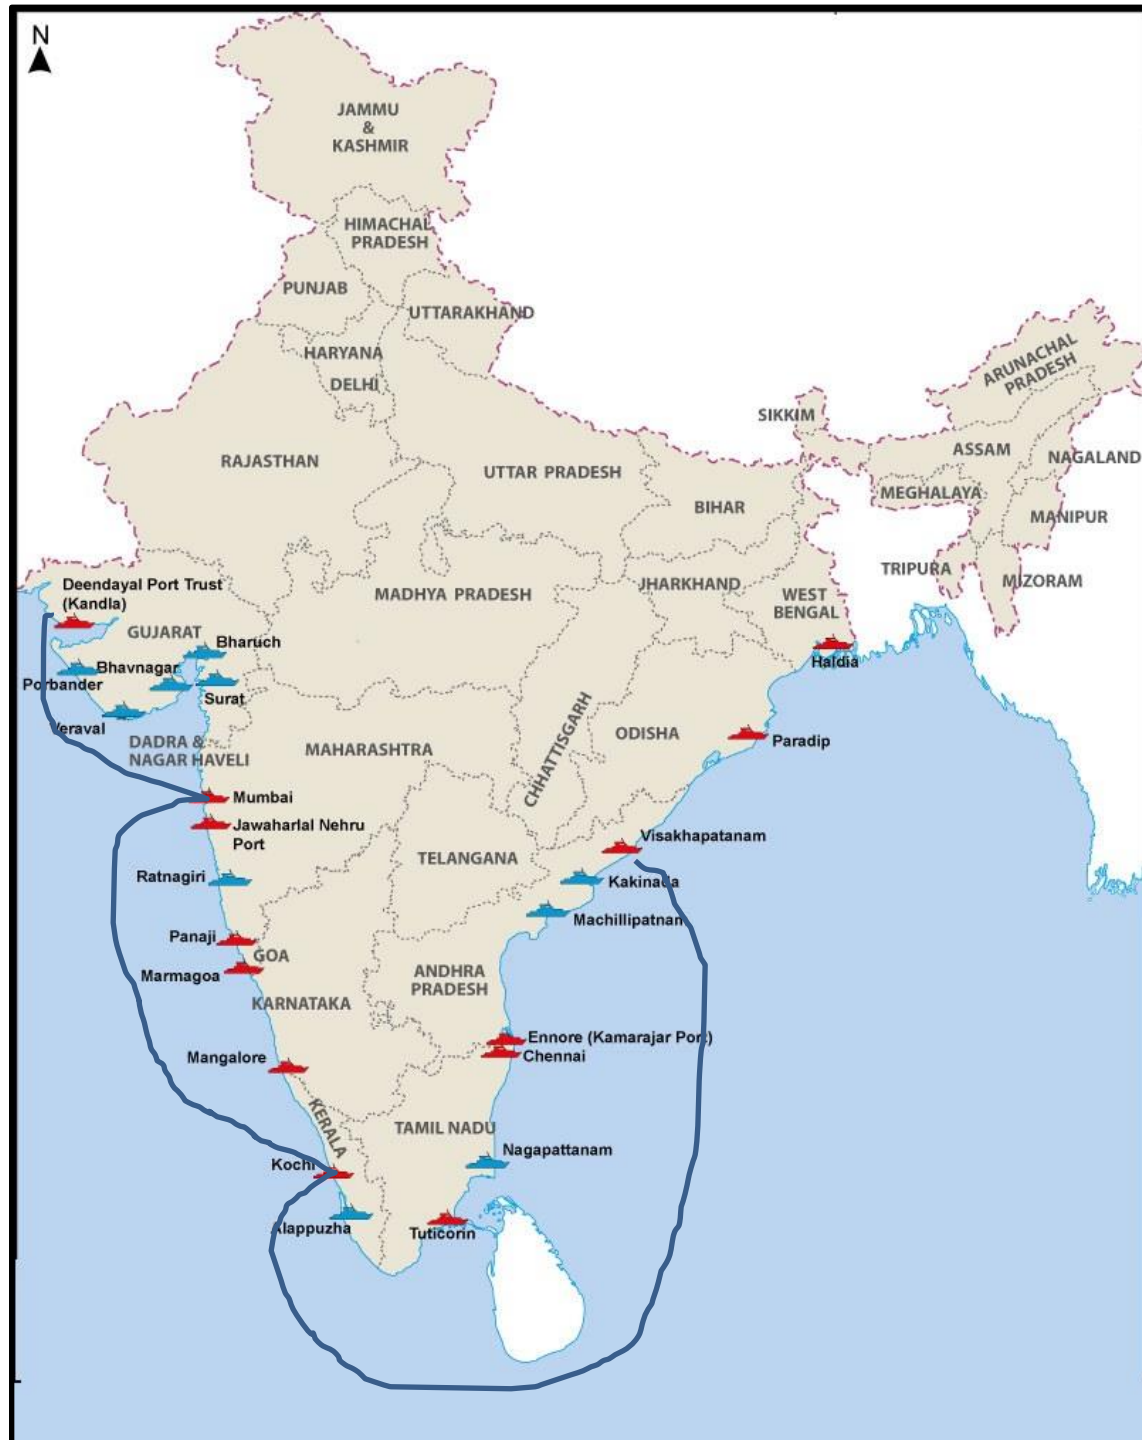 N
JAMMU
&
KASHMIR
HIMACHAL
PRADESH
PUNJAB
UTTARAKHAND
HARYANA
DELHI
ARUNACHAL
PRADESH
SIKKIM
ASSAM
NAGALAND
RAJASTHAN
UTTAR PRADESH
MEGHALAYA
BIHAR
MANIPUR
TRIPURA
MIZORAM
JHARKHAND
WEST
BENGAL
MADHYA PRADESH
Deendayal Port Trust
(Kandla)
GUJARAT
Bharuch
Bhavnagar
Porbander
Surat
Veraval
Haldia
DADRA &
NAGAR HAVELI
MAHARASHTRA
CHHATTISGARH
ODISHA
Paradip
Mumbai
Jawaharlal Nehru
Port
Visakhapatanam
TELANGANA
Ratnagiri
Kakinada
Machillipatnam
Panaji
GOA
Marmagoa
ANDHRA
PRADESH
KARNATAKA
Ennore (Kamarajar Port)
Chennai
Mangalore
KERALA
TAMIL NADU
Nagapattanam
Kochi
Alappuzha
Tuticorin